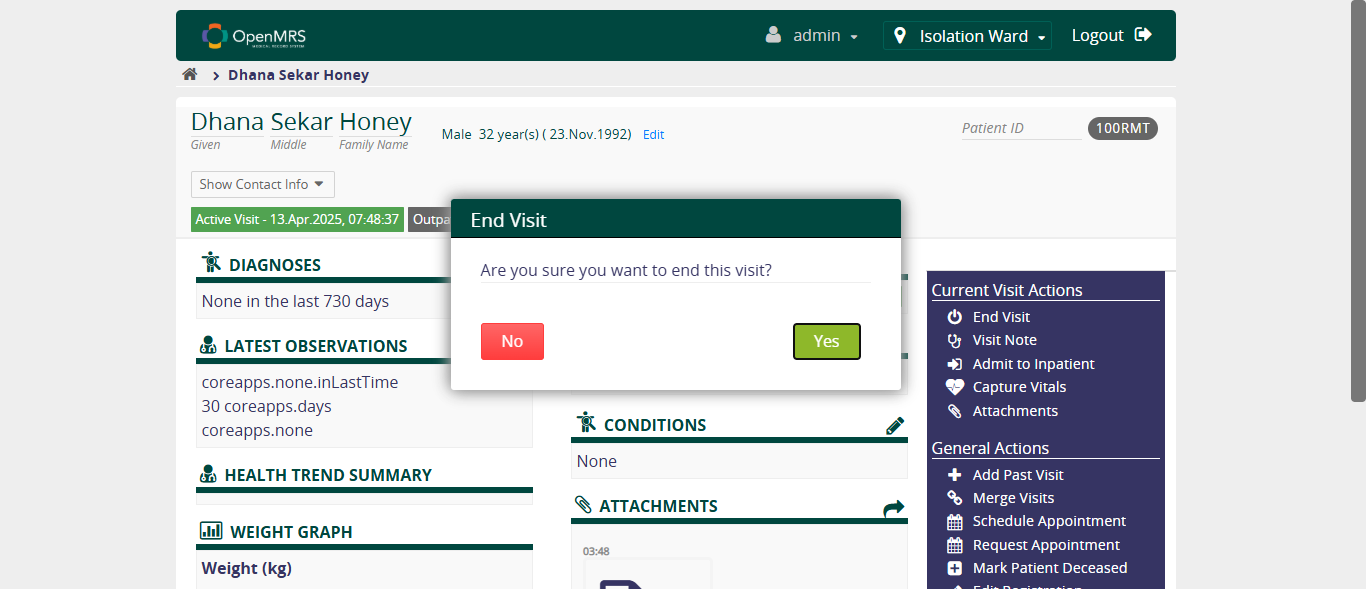 OpenMRS
MEDICAL RECORD SYSTEM
admin
Isolation Ward
Logout
Dhana Sekar Honey
Dhana Sekar Honey
Given Middle Family Name
Male 32 year(s) ( 23.Nov.1992) Edit
Patient ID 100RMT
Show Contact Info
Active Visit - 13.Apr.2025, 07:48:37
Outpa
End Visit
Are you sure you want to end this visit?
No
Yes
DIAGNOSES
None in the last 730 days
LATEST OBSERVATIONS
coreapps.none.inLastTime
30 coreapps.days
coreapps.none
HEALTH TREND SUMMARY
WEIGHT GRAPH
Weight (kg)
CONDITIONS
None
ATTACHMENTS
03:48
Current Visit Actions
End Visit
Visit Note
Admit to Inpatient
Capture Vitals
Attachments
General Actions
Add Past Visit
Merge Visits
Schedule Appointment
Request Appointment
Mark Patient Deceased
Edit Registration